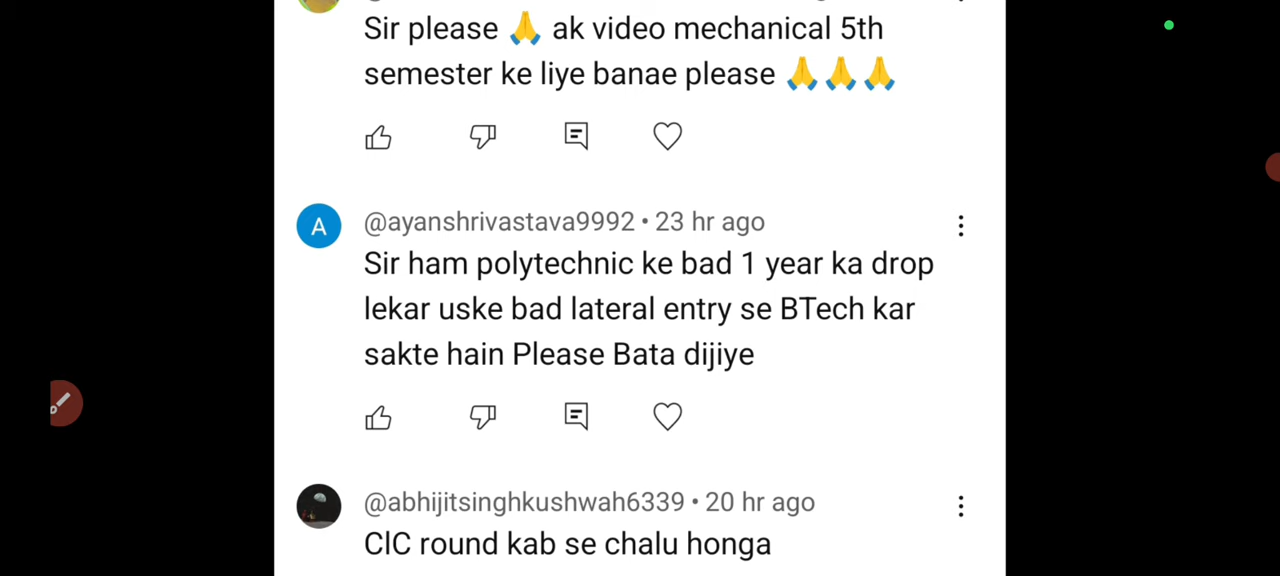 Sir please 🙏 ak video mechanical 5th
semester ke liye banae please 🙏🙏🙏
A
@ayanshrivastava9992 • 23 hr ago
Sir ham polytechnic ke bad 1 year ka drop
lekar uske bad lateral entry se BTech kar
sakte hain Please Bata dijiye
@abhijitsinghkushwah6339 • 20 hr ago
ClC round kab se chalu honga